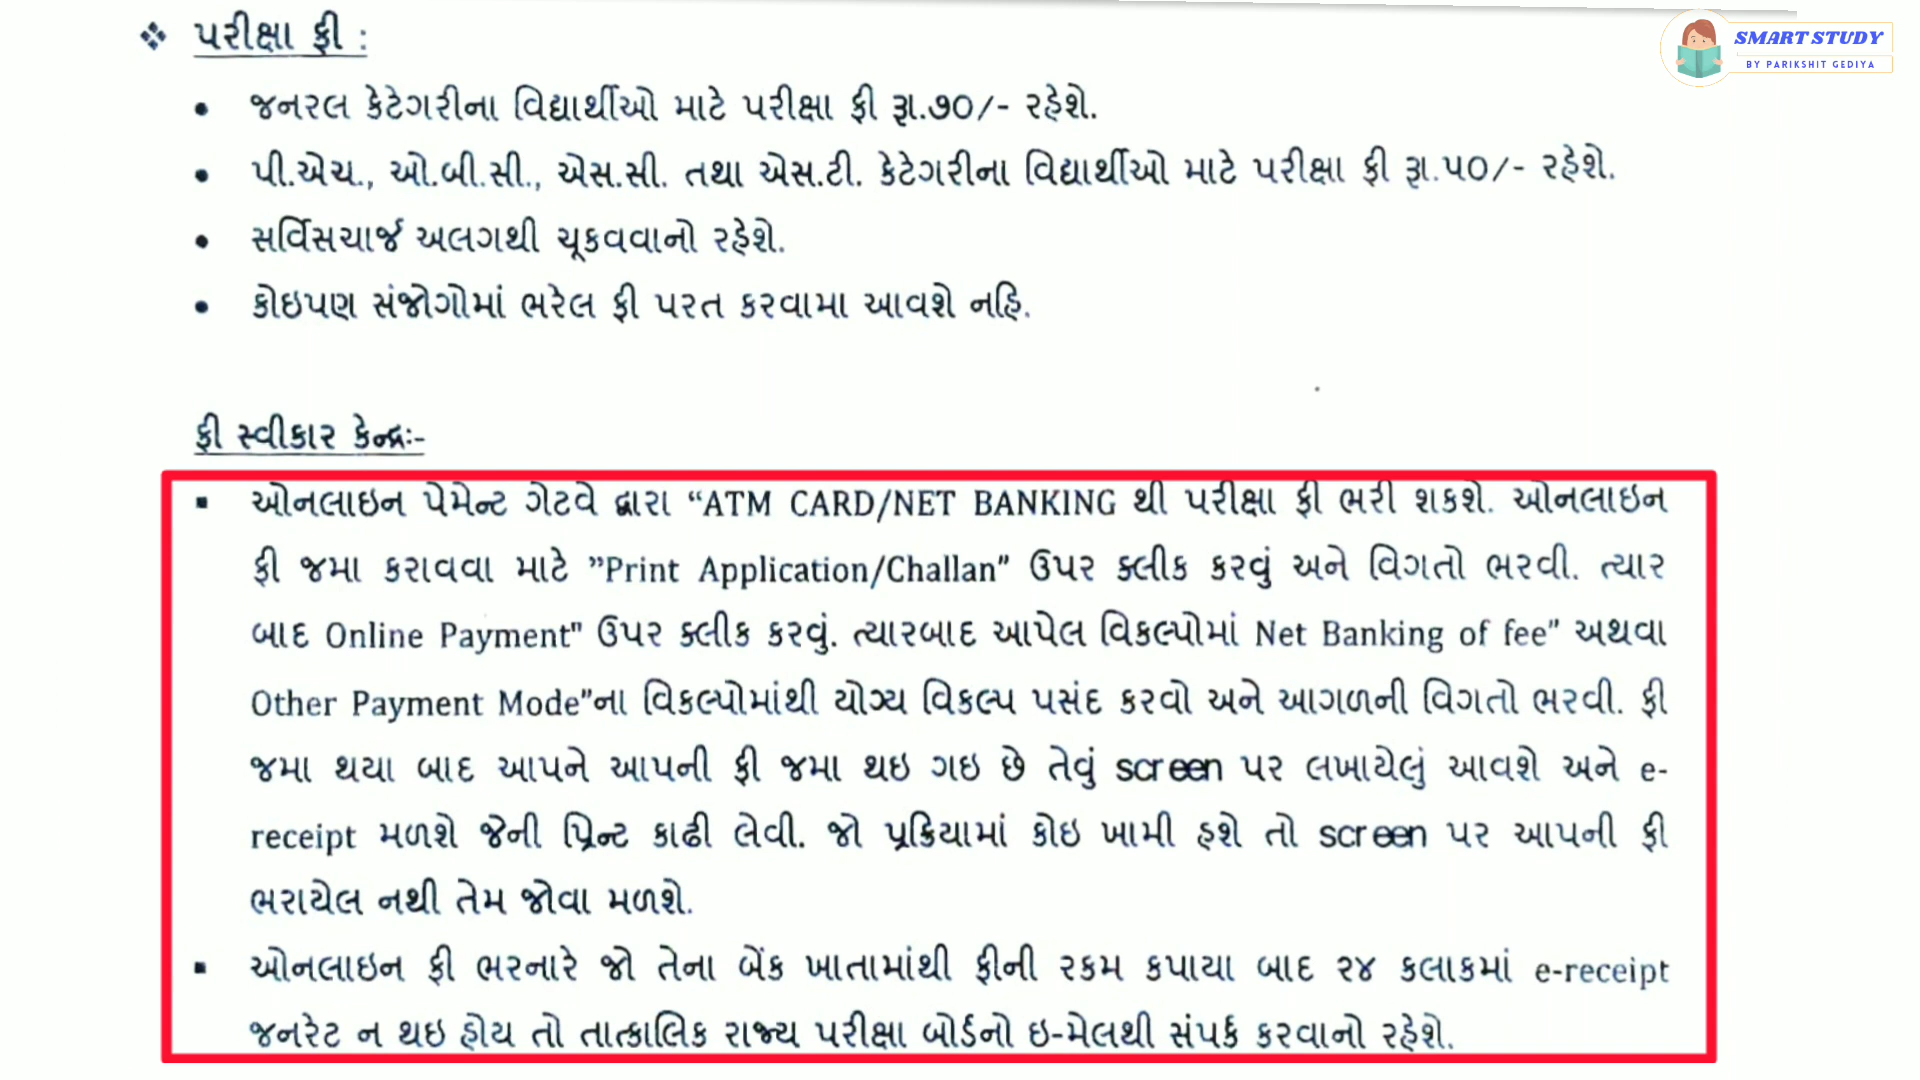 ❖ પરીક્ષા ફી :
SMART STUDY
BY PARIKSHIT GEDIYA
• જનરલ કેટેગરીના વિદ્યાર્થીઓ માટે પરીક્ષા ફી રૂા.૭૦/- રહેશે.
• પી.એચ., ઓ.બી.સી., એસ.સી. તથા એસ.ટી. કેટેગરીના વિદ્યાર્થીઓ માટે પરીક્ષા ફી રૂા.૫૦/- રહેશે.
• સર્વિસચાર્જ અલગથી ચૂકવવાનો રહેશે.
• કોઇપણ સંજોગોમાં ભરેલ ફી પરત કરવામા આવશે નહિ.
ફી સ્વીકાર કેન્દ્રઃ-
▪ ઓનલાઇન પેમેન્ટ ગેટવે દ્વારા “ATM CARD/NET BANKING થી પરીક્ષા ફી ભરી શકશે. ઓનલાઇન
ફી જમા કરાવવા માટે ”Print Application/Challan” ઉપર ક્લીક કરવું અને વિગતો ભરવી. ત્યાર
બાદ Online Payment" ઉપર ક્લીક કરવું. ત્યારબાદ આપેલ વિકલ્પોમાં Net Banking of fee” અથવા
Other Payment Mode”ના વિકલ્પોમાંથી યોગ્ય વિકલ્પ પસંદ કરવો અને આગળની વિગતો ભરવી. ફી
જમા થયા બાદ આપને આપની ફી જમા થઇ ગઇ છે તેવું screen પર લખાયેલું આવશે અને e-
receipt મળશે જેની પ્રિન્ટ કાઢી લેવી. જો પ્રક્રિયામાં કોઇ ખામી હશે તો screen પર આપની ફી
ભરાયેલ નથી તેમ જોવા મળશે.
▪ ઓનલાઇન ફી ભરનારે જો તેના બેંક ખાતામાંથી ફીની રકમ કપાયા બાદ ૨૪ કલાકમાં e-receipt
જનરેટ ન થઇ હોય તો તાત્કાલિક રાજ્ય પરીક્ષા બોર્ડનો ઇ-મેલથી સંપર્ક કરવાનો રહેશે.